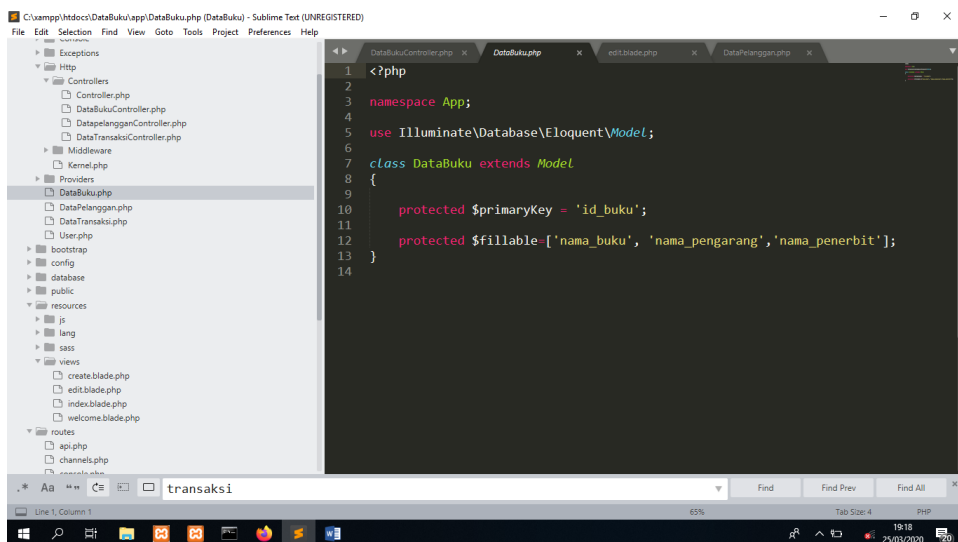 C:\xampp\htdocs\DataBuku\app\DataBuku.php (DataBuku) - Sublime Text (UNREGISTERED)
File Edit Selection Find View Goto Tools Project Preferences Help
Console
Exceptions
Http
Controllers
Controller.php
DataBukuController.php
DatapelangganController.php
DataTransaksiController.php
Middleware
Kernel.php
Providers
DataBuku.php
DataPelanggan.php
DataTransaksi.php
User.php
bootstrap
config
database
public
resources
js
lang
sass
views
create.blade.php
edit.blade.php
index.blade.php
welcome.blade.php
routes
api.php
channels.php
console.php
DataBukuController.php × DataBuku.php × edit.blade.php × DataPelanggan.php ×
1 <?php
2
3 namespace App;
4
5 use Illuminate\Database\Eloquent\Model;
6
7 class DataBuku extends Model
8 {
9
10 protected $primaryKey = 'id_buku';
11
12 protected $fillable=['nama_buku', 'nama_pengarang','nama_penerbit'];
13 }
14
.* Aa “” transaksi Find Find Prev Find All ×
Line 1, Column 1 65% Tab Size: 4 PHP
19:18
25/03/2020 20